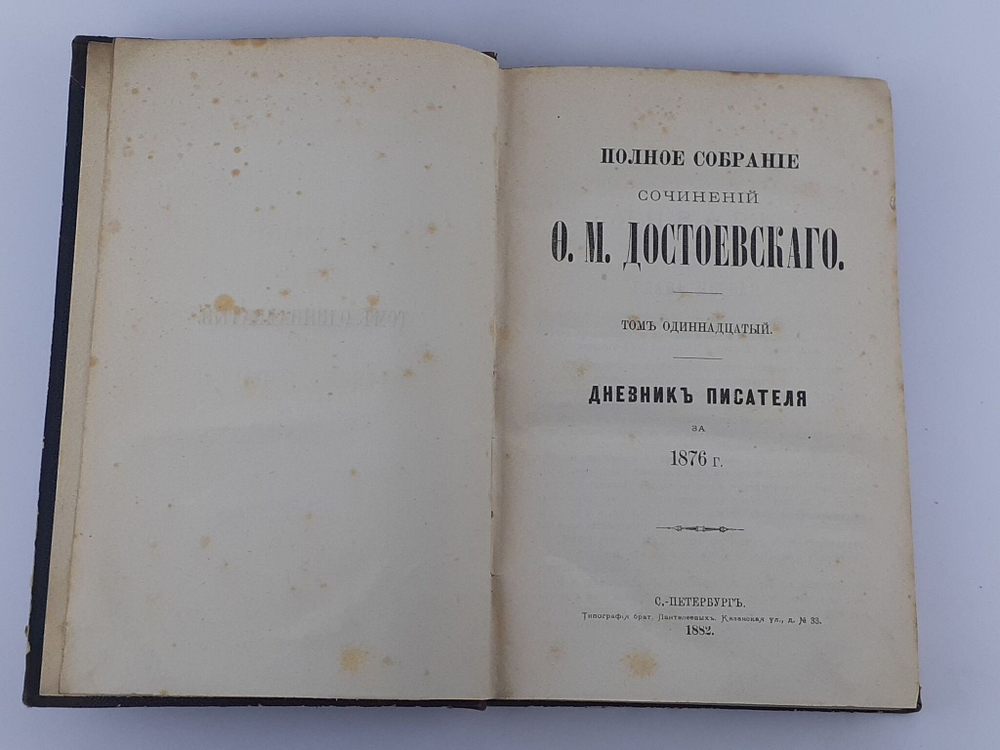 ПОЛНОЕ СОБРАНІЕ
СОЧИНЕНІЙ
Ѳ. М. ДОСТОЕВСКАГО.
ТОМЪ ОДИННАДЦАТЫЙ.
ДНЕВНИКЪ ПИСАТЕЛЯ
ЗА
1876 г.
С.-ПЕТЕРБУРГЪ.
Типографія брат. Пантелеевыхъ. Казанская ул., д. № 33.
1882.